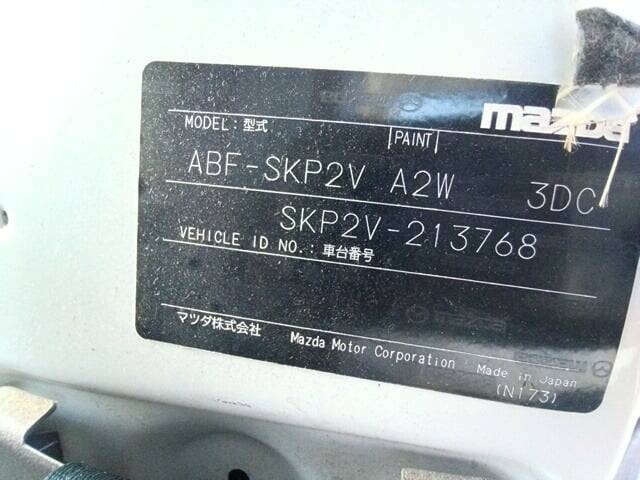 mazda
MODEL: 型式 PAINT
ABF-SKP2V A2W 3DC
SKP2V-213768
VEHICLE ID NO.: 車台番号
マツダ株式会社 Mazda Motor Corporation Made in Japan
(N173)